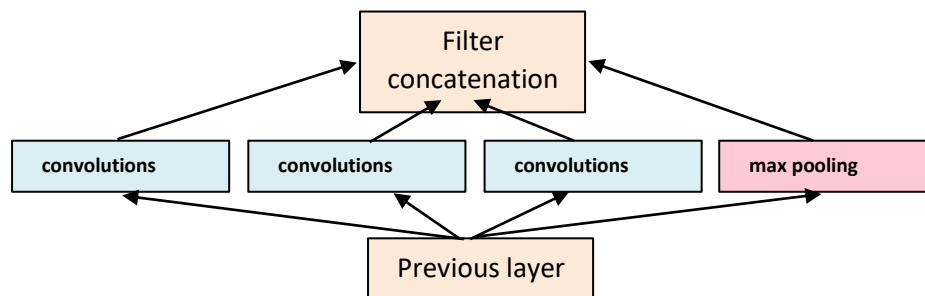 Filter
concatenation
convolutions
convolutions
convolutions
max pooling
Previous layer